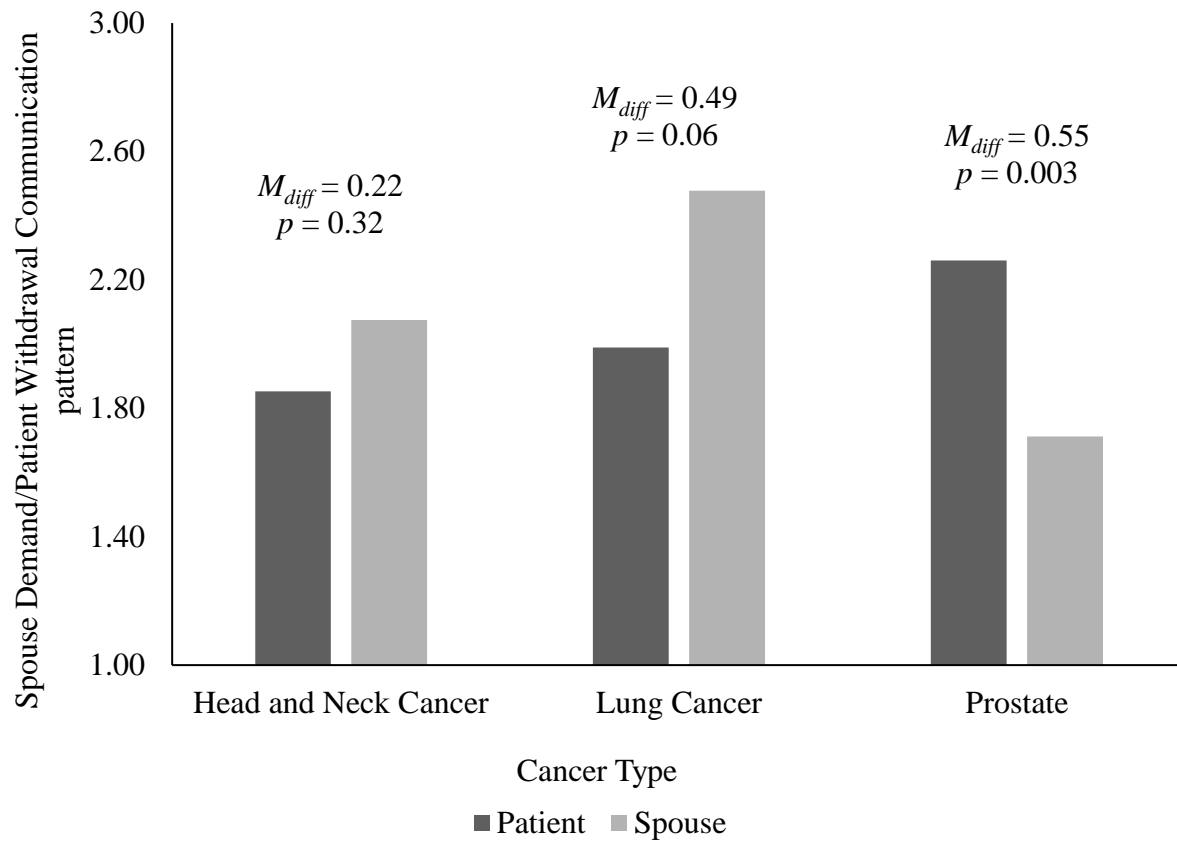 Spouse Demand/Patient Withdrawal Communication
pattern
3.00
2.60
2.20
1.80
1.40
1.00
M_diff = 0.22
p = 0.32
M_diff = 0.49
p = 0.06
M_diff = 0.55
p = 0.003
Head and Neck Cancer
Lung Cancer
Prostate
Cancer Type
Patient Spouse